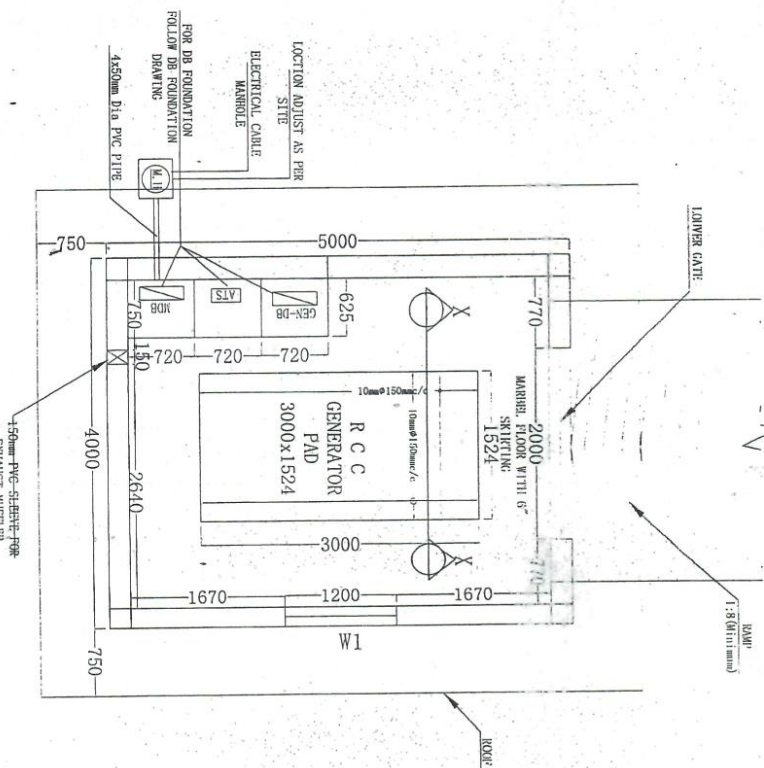 LOUVER GATE
RAMP
1:8(Minimum)
LOCTION ADJUST AS PER
SITE
ELECTRICAL CABLE
MANHOLE
FOR DB FOUNDATION
FOLLOW DB FOUNDATION
DRAWING
4x50mm Dia PVC PIPE
750
5000
770
2000
770
MARBEL FLOOR WITH 6"
SKIRTING
1524
625
X
X
MDB
ATS
GEN-DB
750
150
720
720
720
10mmφ150mmc/c
10mmφ150mmc/c
R C C
GENERATOR
PAD
3000x1524
3000
4000
2640
1670
1200
1670
W1
750
150mm PVC SLEEVE FOR
ROOF